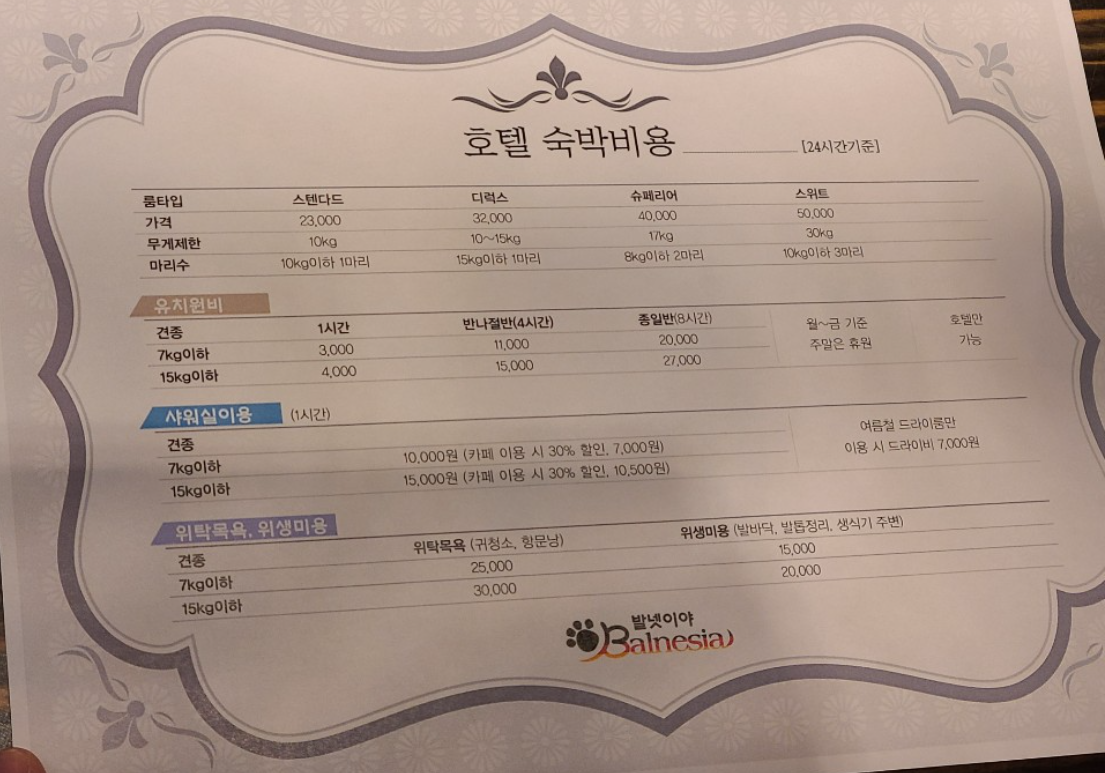 호텔 숙박비용 [24시간기준]
룸타입 스텐다드 디럭스 슈페리어 스위트
가격 23,000 32,000 40,000 50,000
무게제한 10kg 10~15kg 17kg 30kg
마리수 10kg이하 1마리 15kg이하 1마리 8kg이하 2마리 10kg이하 3마리
유치원비
견종 1시간 반나절반(4시간) 종일반(8시간) 월~금 기준 호텔만
7kg이하 3,000 11,000 20,000 주말은 휴원 가능
15kg이하 4,000 15,000 27,000
샤워실이용 (1시간)
견종 여름철 드라이룸만
7kg이하 10,000원 (카페 이용 시 30% 할인, 7,000원) 이용 시 드라이비 7,000원
15kg이하 15,000원 (카페 이용 시 30% 할인, 10,500원)
위탁목욕, 위생미용
견종 위탁목욕 (귀청소, 항문낭) 위생미용 (발바닥, 발톱정리, 생식기 주변)
7kg이하 25,000 15,000
15kg이하 30,000 20,000
발넷이야
Balnesia